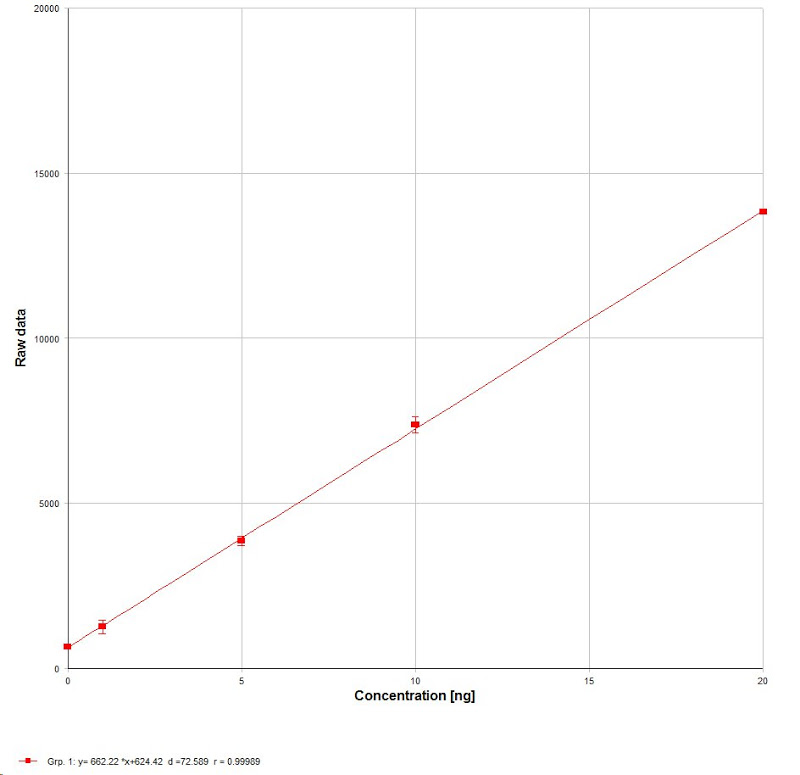 20000
15000
10000
5000
0
Raw data
0 5 10 15 20
Concentration [ng]
Grp. 1: y= 662.22 *x+624.42 d =72.589 r = 0.99989